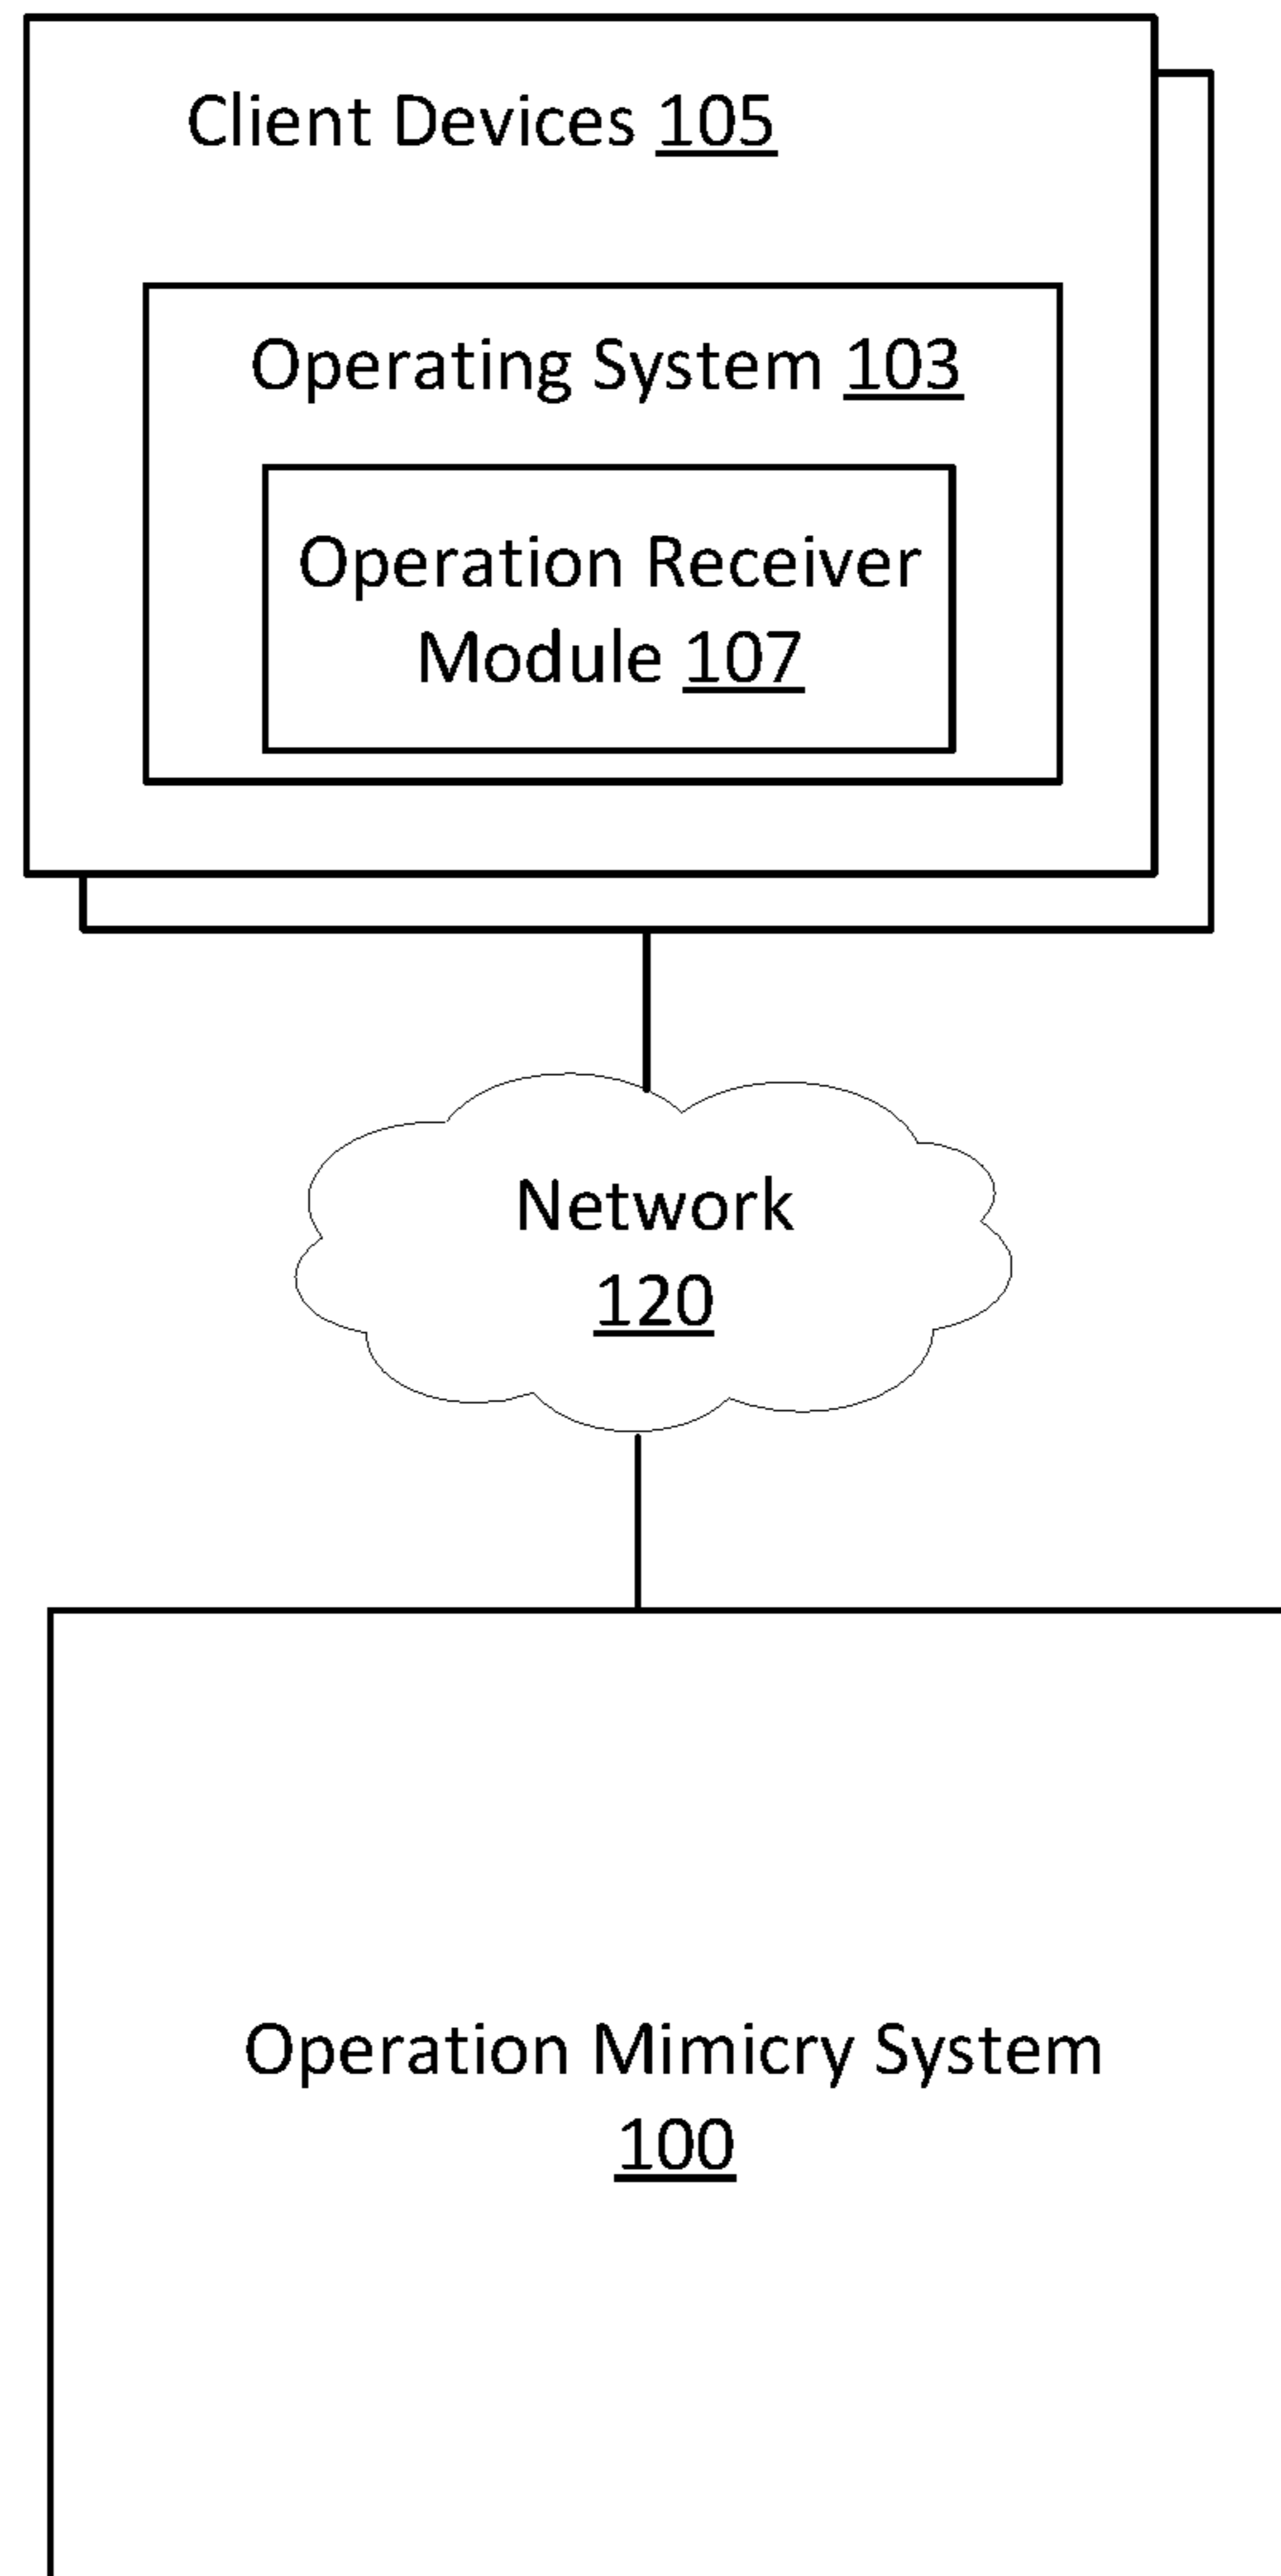 Client Devices 105
Operating System 103
Operation Receiver
Module 107
Network
120
Operation Mimicry System
100